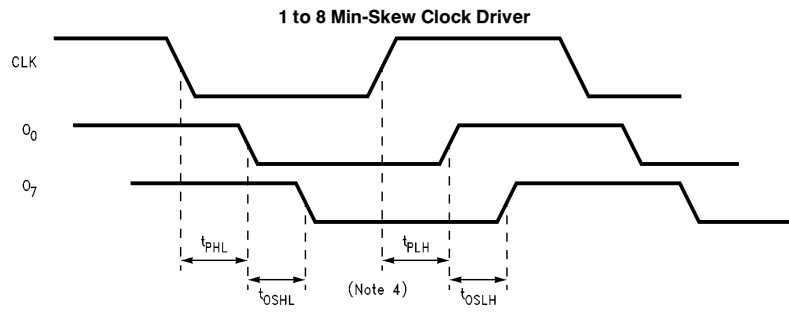 1 to 8 Min-Skew Clock Driver
CLK
O0
O7
tPHL
tPLH
tOSHL
(Note 4)
tOSLH